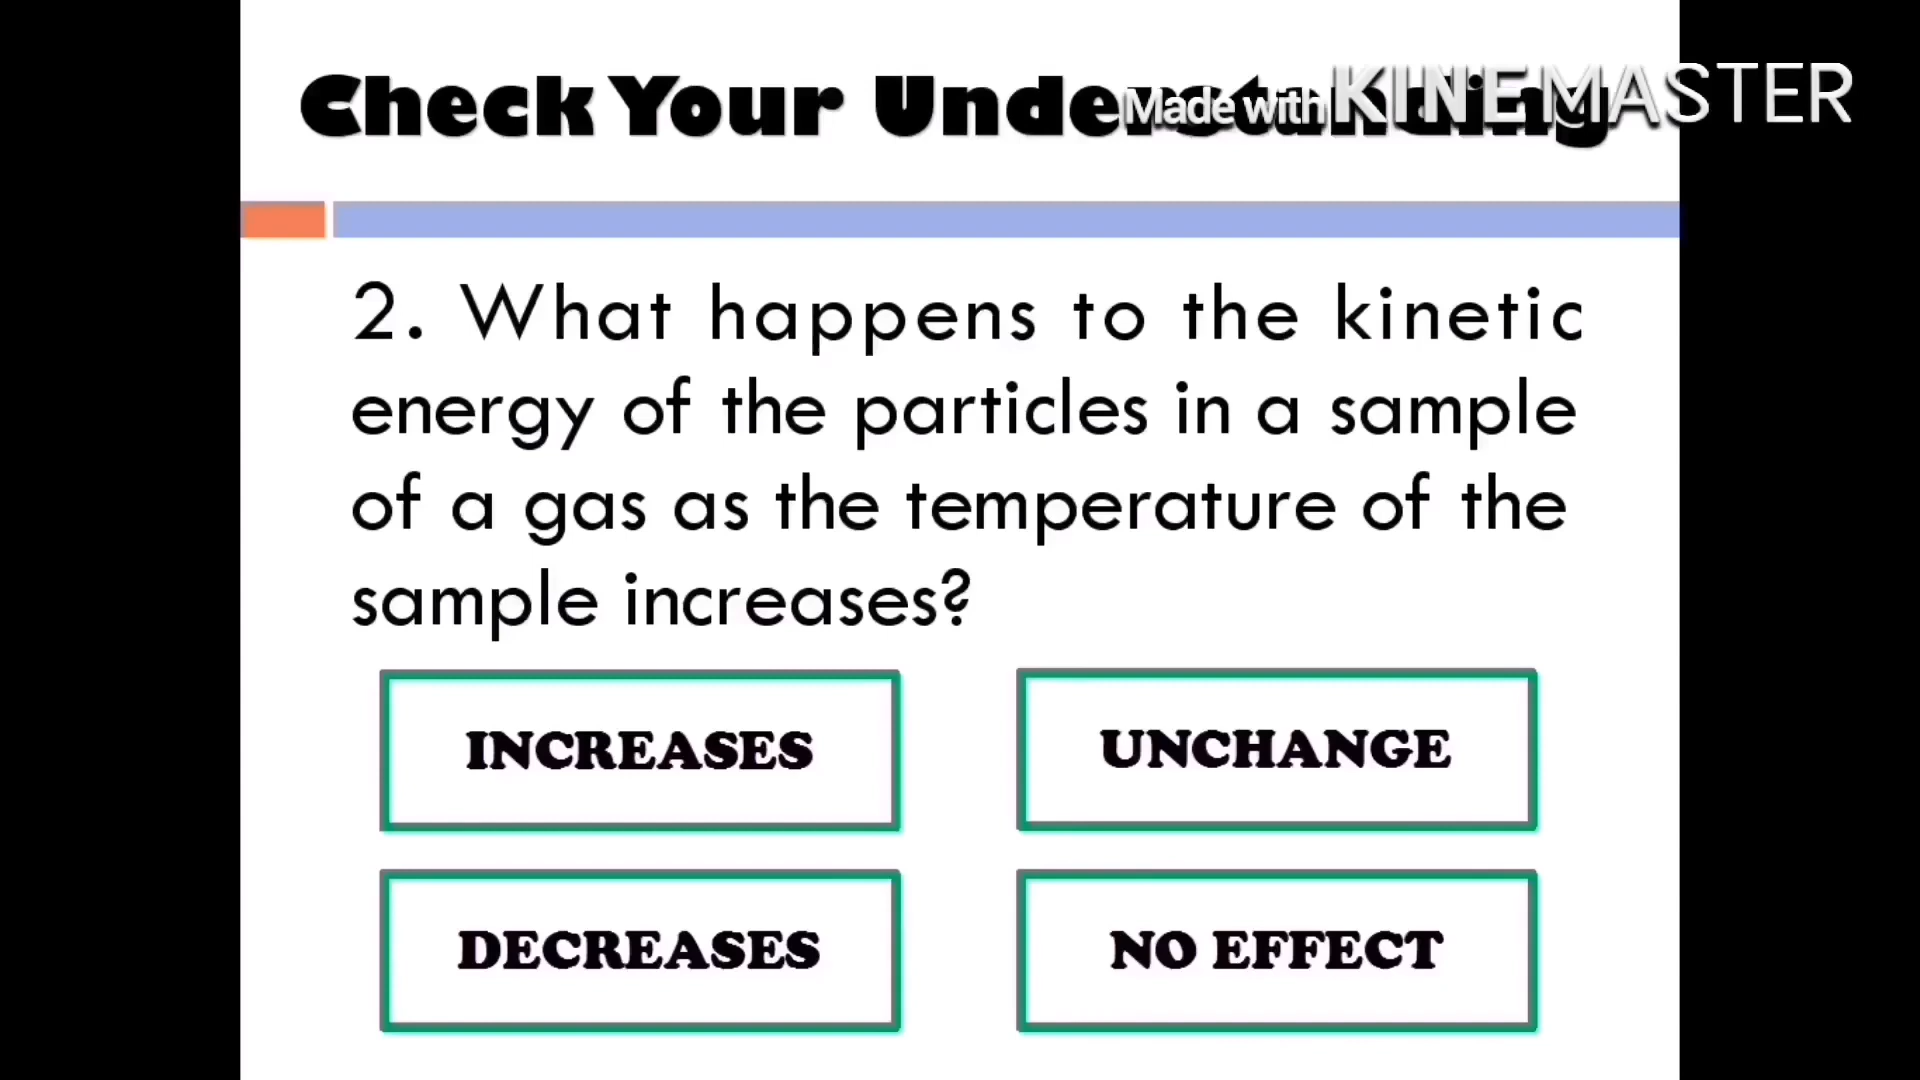 Check Your Understanding
Made with KINEMASTER
2. What happens to the kinetic
energy of the particles in a sample
of a gas as the temperature of the
sample increases?
INCREASES
UNCHANGE
DECREASES
NO EFFECT